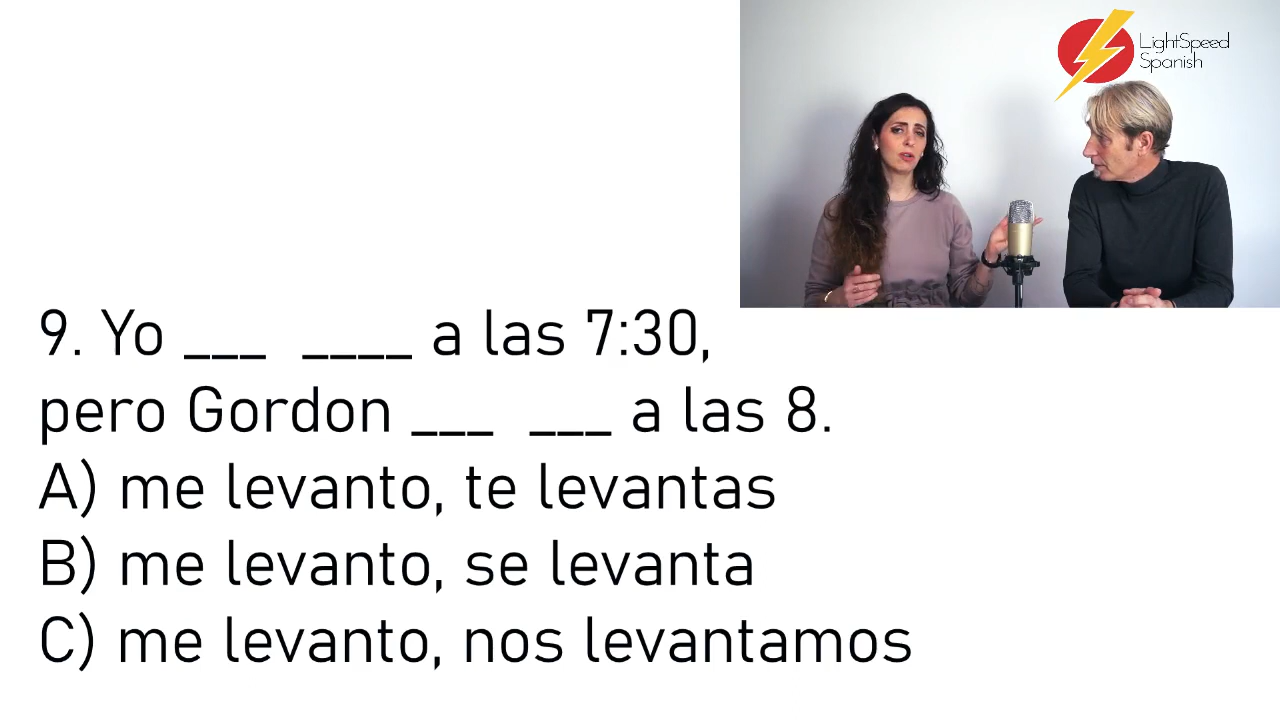 LightSpeed
Spanish
9. Yo ___ ____ a las 7:30,
pero Gordon ___ ___ a las 8.
A) me levanto, te levantas
B) me levanto, se levanta
C) me levanto, nos levantamos